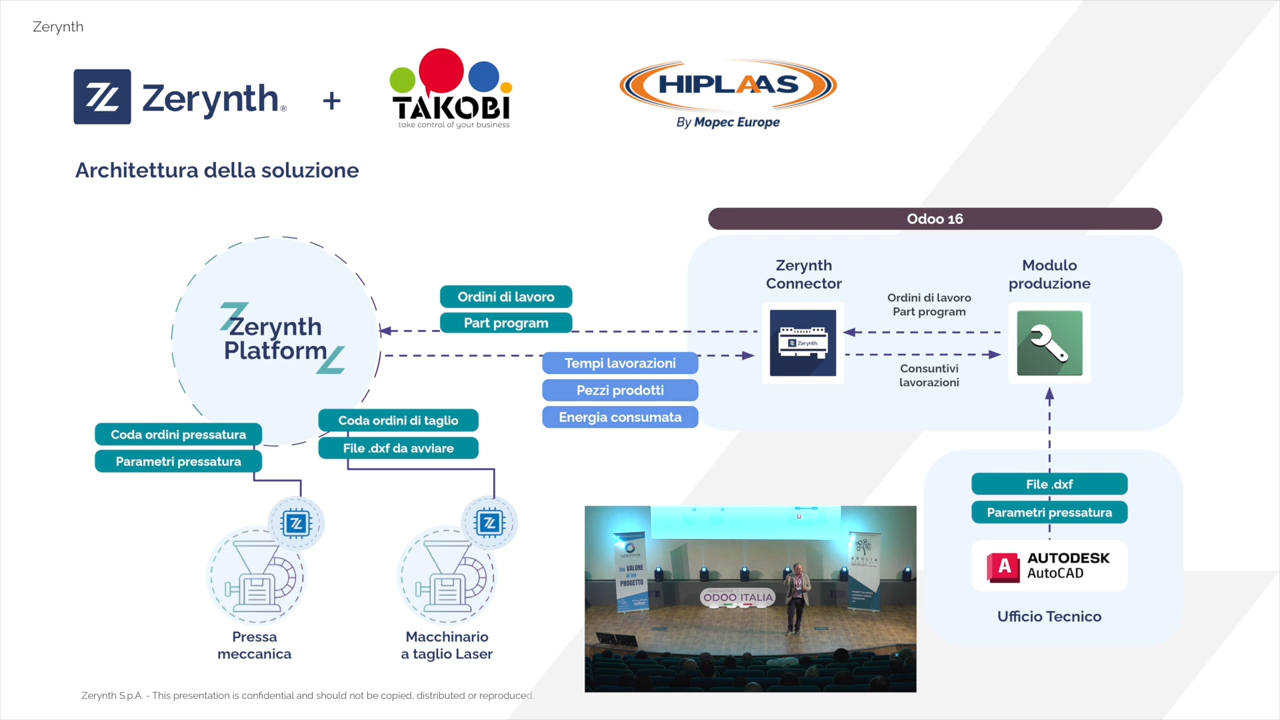 Zerynth
Zerynth®
+
TAKOBI
take control of your business
HIPLAAS
By Mopec Europe
Architettura della soluzione
Odoo 16
Zerynth
Connector
Modulo
produzione
Zerynth
Platform
Ordini di lavoro
Part program
Ordini di lavoro
Part program
Zerynth.
Tempi lavorazioni
Pezzi prodotti
Energia consumata
Consuntivi
lavorazioni
Coda ordini pressatura
Parametri pressatura
Coda ordini di taglio
File .dxf da avviare
File .dxf
Parametri pressatura
A
AUTODESK
AutoCAD
Ufficio Tecnico
Pressa
meccanica
Macchinario
a taglio Laser
VALORE
PROGETTO
ODOO ITALIA
Zerynth S.p.A. - This presentation is confidential and should not be copied, distributed or reproduced.